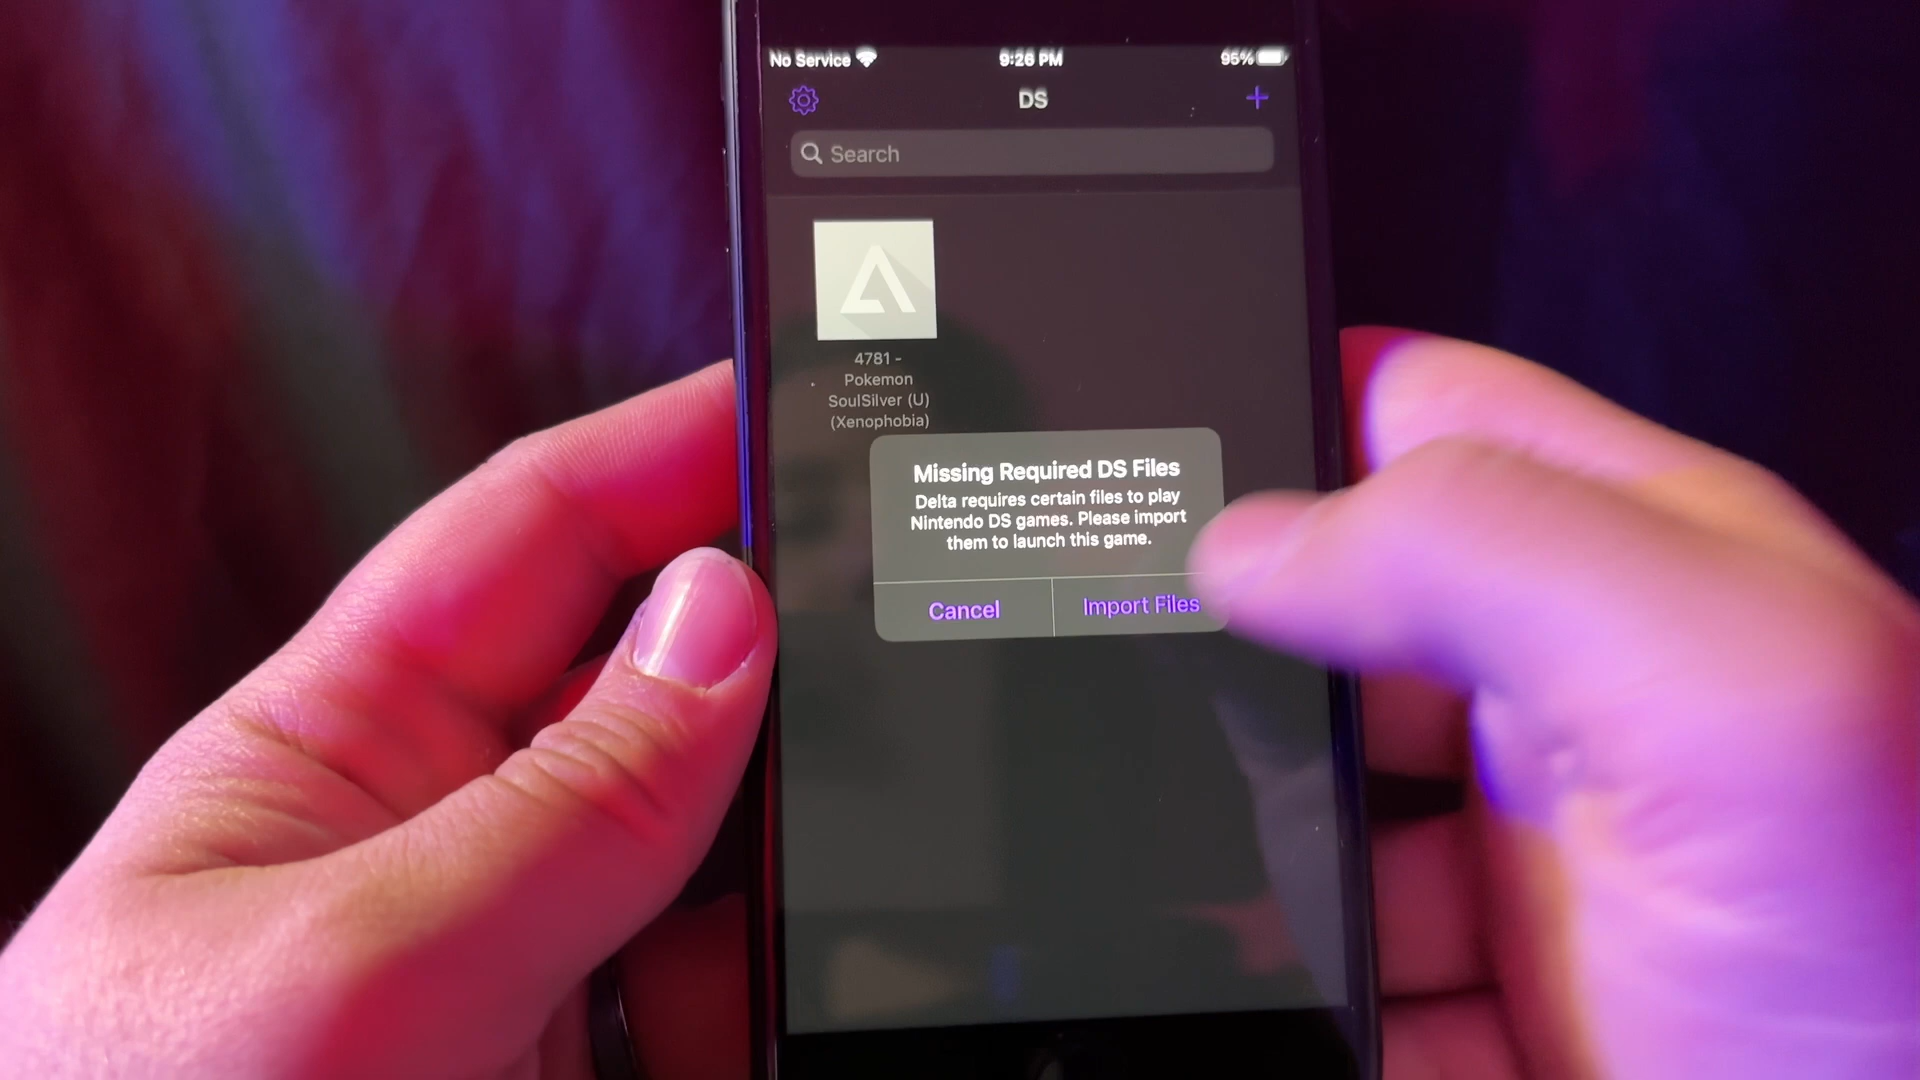 No Service
9:26 PM
95%
DS
Search
4781 -
Pokemon
SoulSilver (U)
(Xenophobia)
Missing Required DS Files
Delta requires certain files to play
Nintendo DS games. Please import
them to launch this game.
Cancel
Import Files